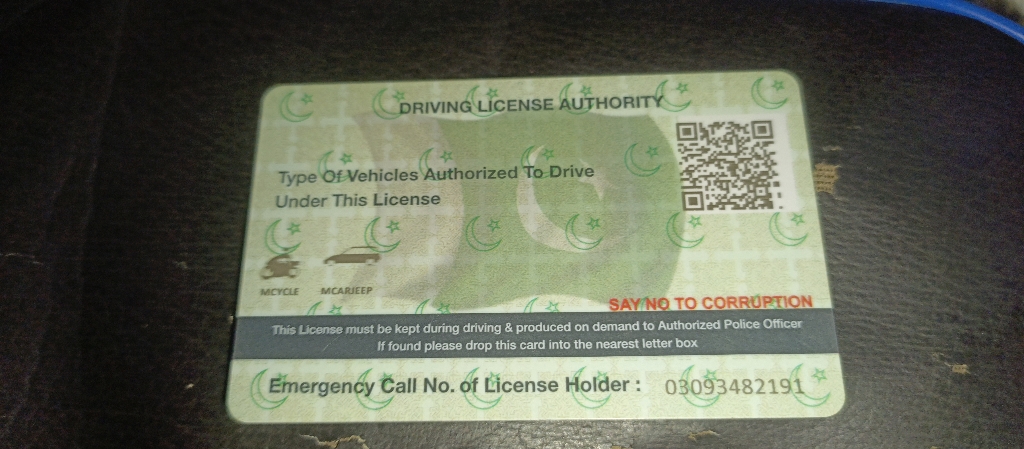 DRIVING LICENSE AUTHORITY
Type Of Vehicles Authorized To Drive
Under This License
MCYCLE MCARJEEP
SAY NO TO CORRUPTION
This License must be kept during driving & produced on demand to Authorized Police Officer
If found please drop this card into the nearest letter box
Emergency Call No. of License Holder : 03093482191